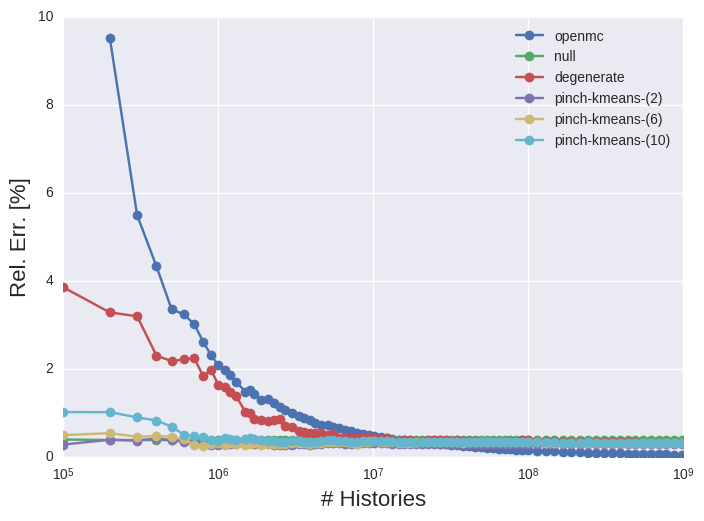 10
8
6
4
2
0
Rel. Err. [%]
10^5
10^6
10^7
10^8
10^9
# Histories
openmc
null
degenerate
pinch-kmeans-(2)
pinch-kmeans-(6)
pinch-kmeans-(10)